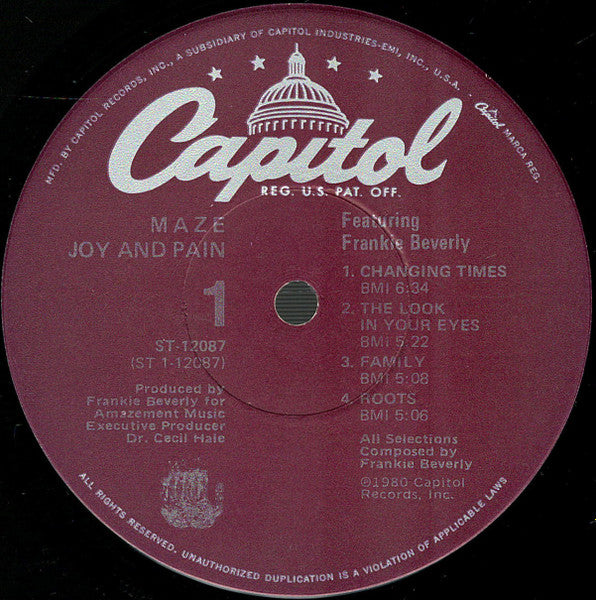 MFD. BY CAPITOL RECORDS, INC., A SUBSIDIARY OF CAPITOL INDUSTRIES-EMI, INC., U.S.A.
Capitol MARCA REG.
Capitol
REG. U.S. PAT. OFF.
MAZE
JOY AND PAIN
1
ST-12087
(ST 1-12087)
Produced by
Frankie Beverly for
Amazement Music
Executive Producer
Dr. Cecil Hale
Featuring
Frankie Beverly
1. CHANGING TIMES
BMI 6:34
2. THE LOOK
IN YOUR EYES
BMI 5:22
3. FAMILY
BMI 5:08
4. ROOTS
BMI 5:06
All Selections
Composed by
Frankie Beverly
©1980 Capitol
Records, Inc.
ALL RIGHTS RESERVED. UNAUTHORIZED DUPLICATION IS A VIOLATION OF APPLICABLE LAWS